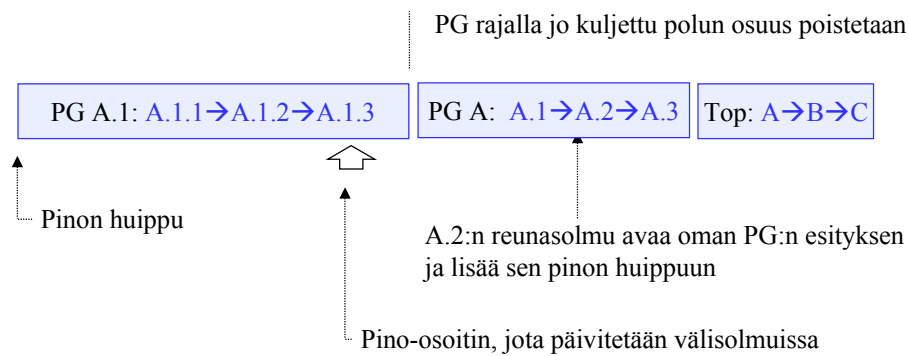 PG rajalla jo kuljettu polun osuus poistetaan
PG A.1: A.1.1→A.1.2→A.1.3
PG A: A.1→A.2→A.3
Top: A→B→C
Pinon huippu
A.2:n reunasolmu avaa oman PG:n esityksen
ja lisää sen pinon huippuun
Pino-osoitin, jota päivitetään välisolmuissa